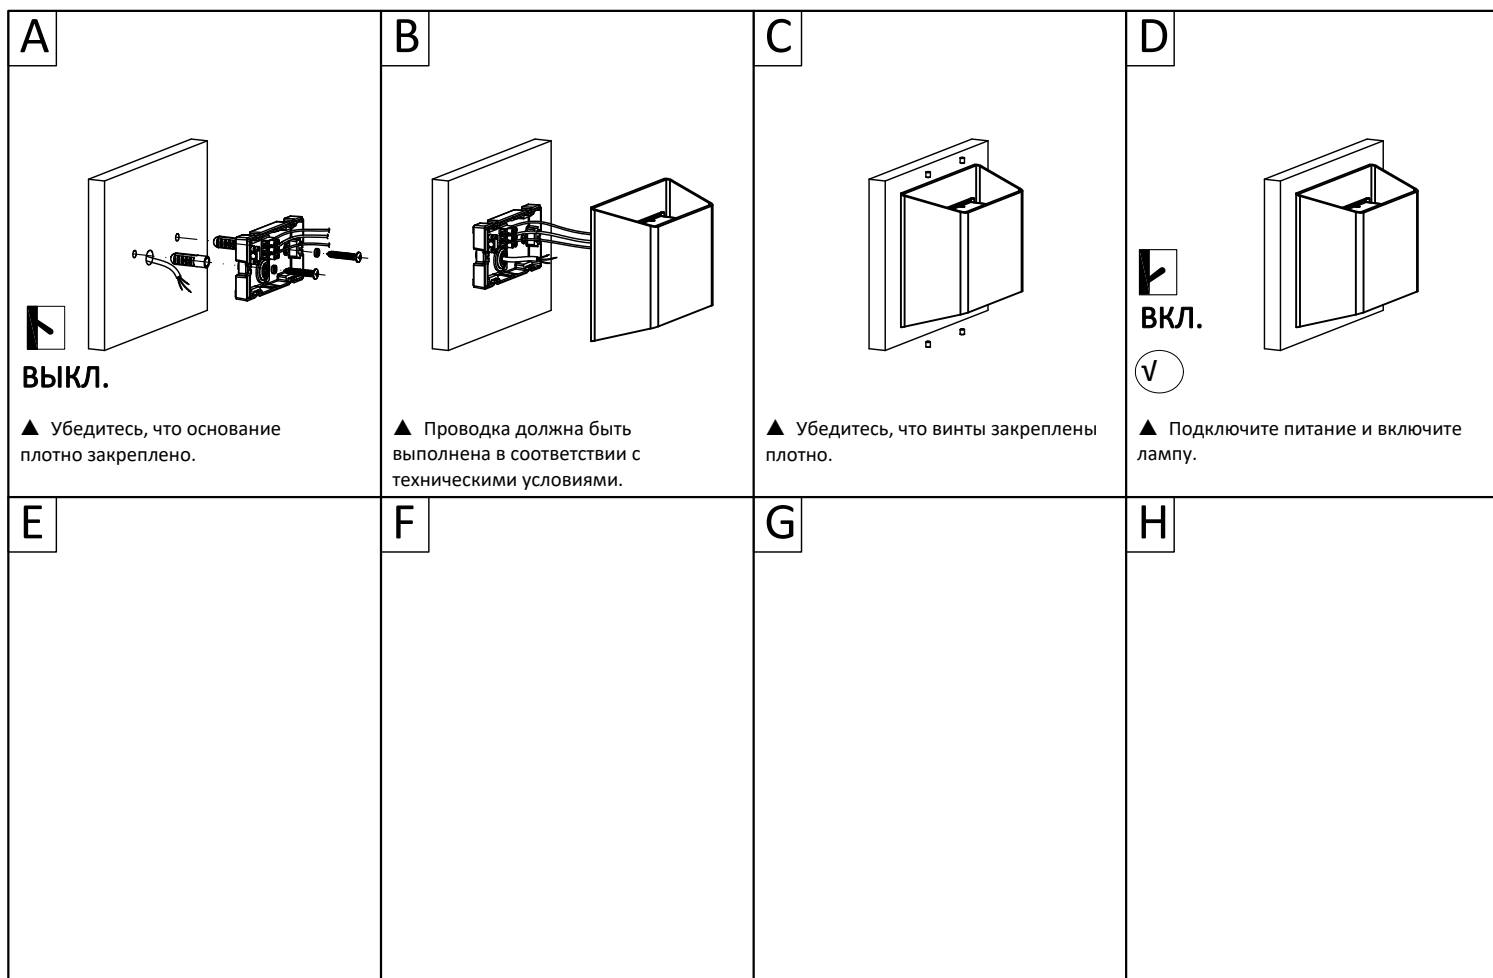 A
ВЫКЛ.
▲ Убедитесь, что основание
плотно закреплено.
B
▲ Проводка должна быть
выполнена в соответствии с
техническими условиями.
C
▲ Убедитесь, что винты закреплены
плотно.
D
ВКЛ.
√
▲ Подключите питание и включите
лампу.
E
F
G
H